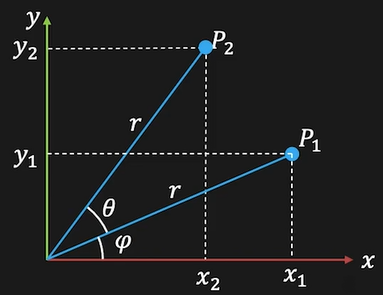 y
y₂
P₂
r
y₁
P₁
r
θ
φ
x
x₂
x₁